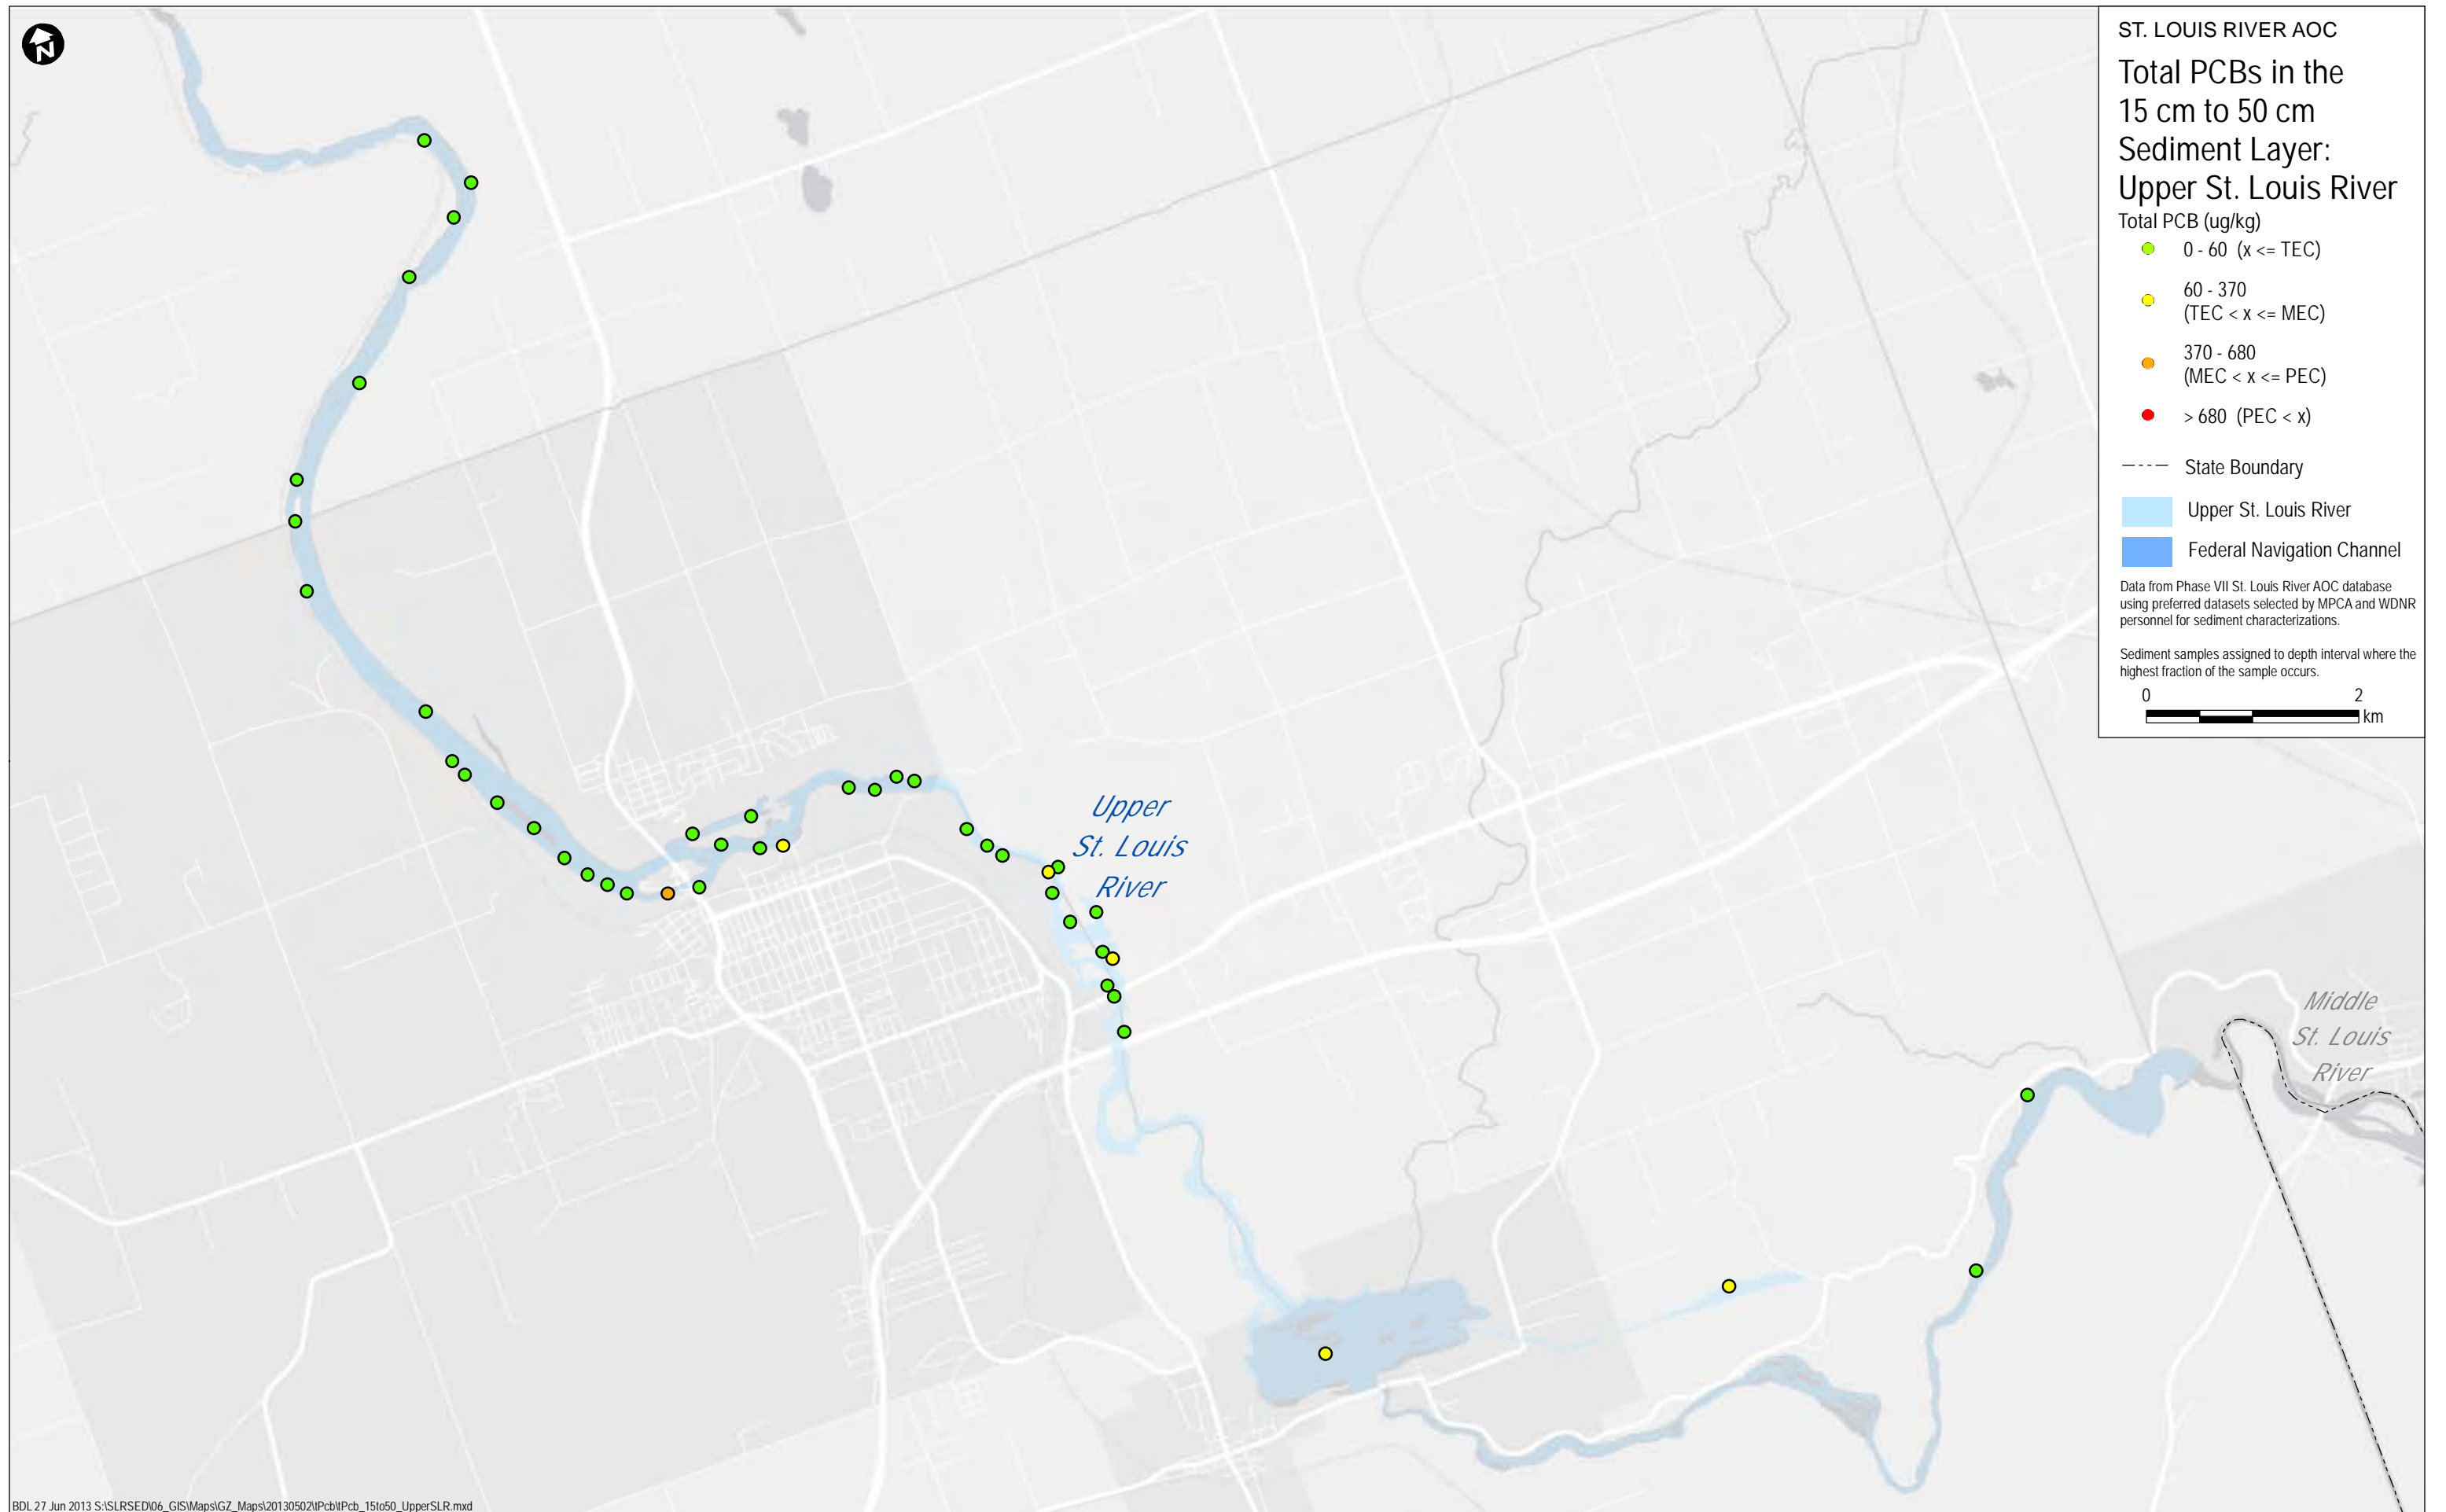 N
ST. LOUIS RIVER AOC
Total PCBs in the
15 cm to 50 cm
Sediment Layer:
Upper St. Louis River
Total PCB (ug/kg)
0 - 60 (x <= TEC)
60 - 370
(TEC < x <= MEC)
370 - 680
(MEC < x <= PEC)
> 680 (PEC < x)
State Boundary
Upper St. Louis River
Federal Navigation Channel
Data from Phase VII St. Louis River AOC database
using preferred datasets selected by MPCA and WDNR
personnel for sediment characterizations.
Sediment samples assigned to depth interval where the
highest fraction of the sample occurs.
0 2
km
Upper
St. Louis
River
Middle
St. Louis
River
BDL 27 Jun 2013 S:\SLRSED\06_GIS\Maps\GZ_Maps\20130502\tPcb\tPcb_15to50_UpperSLR.mxd